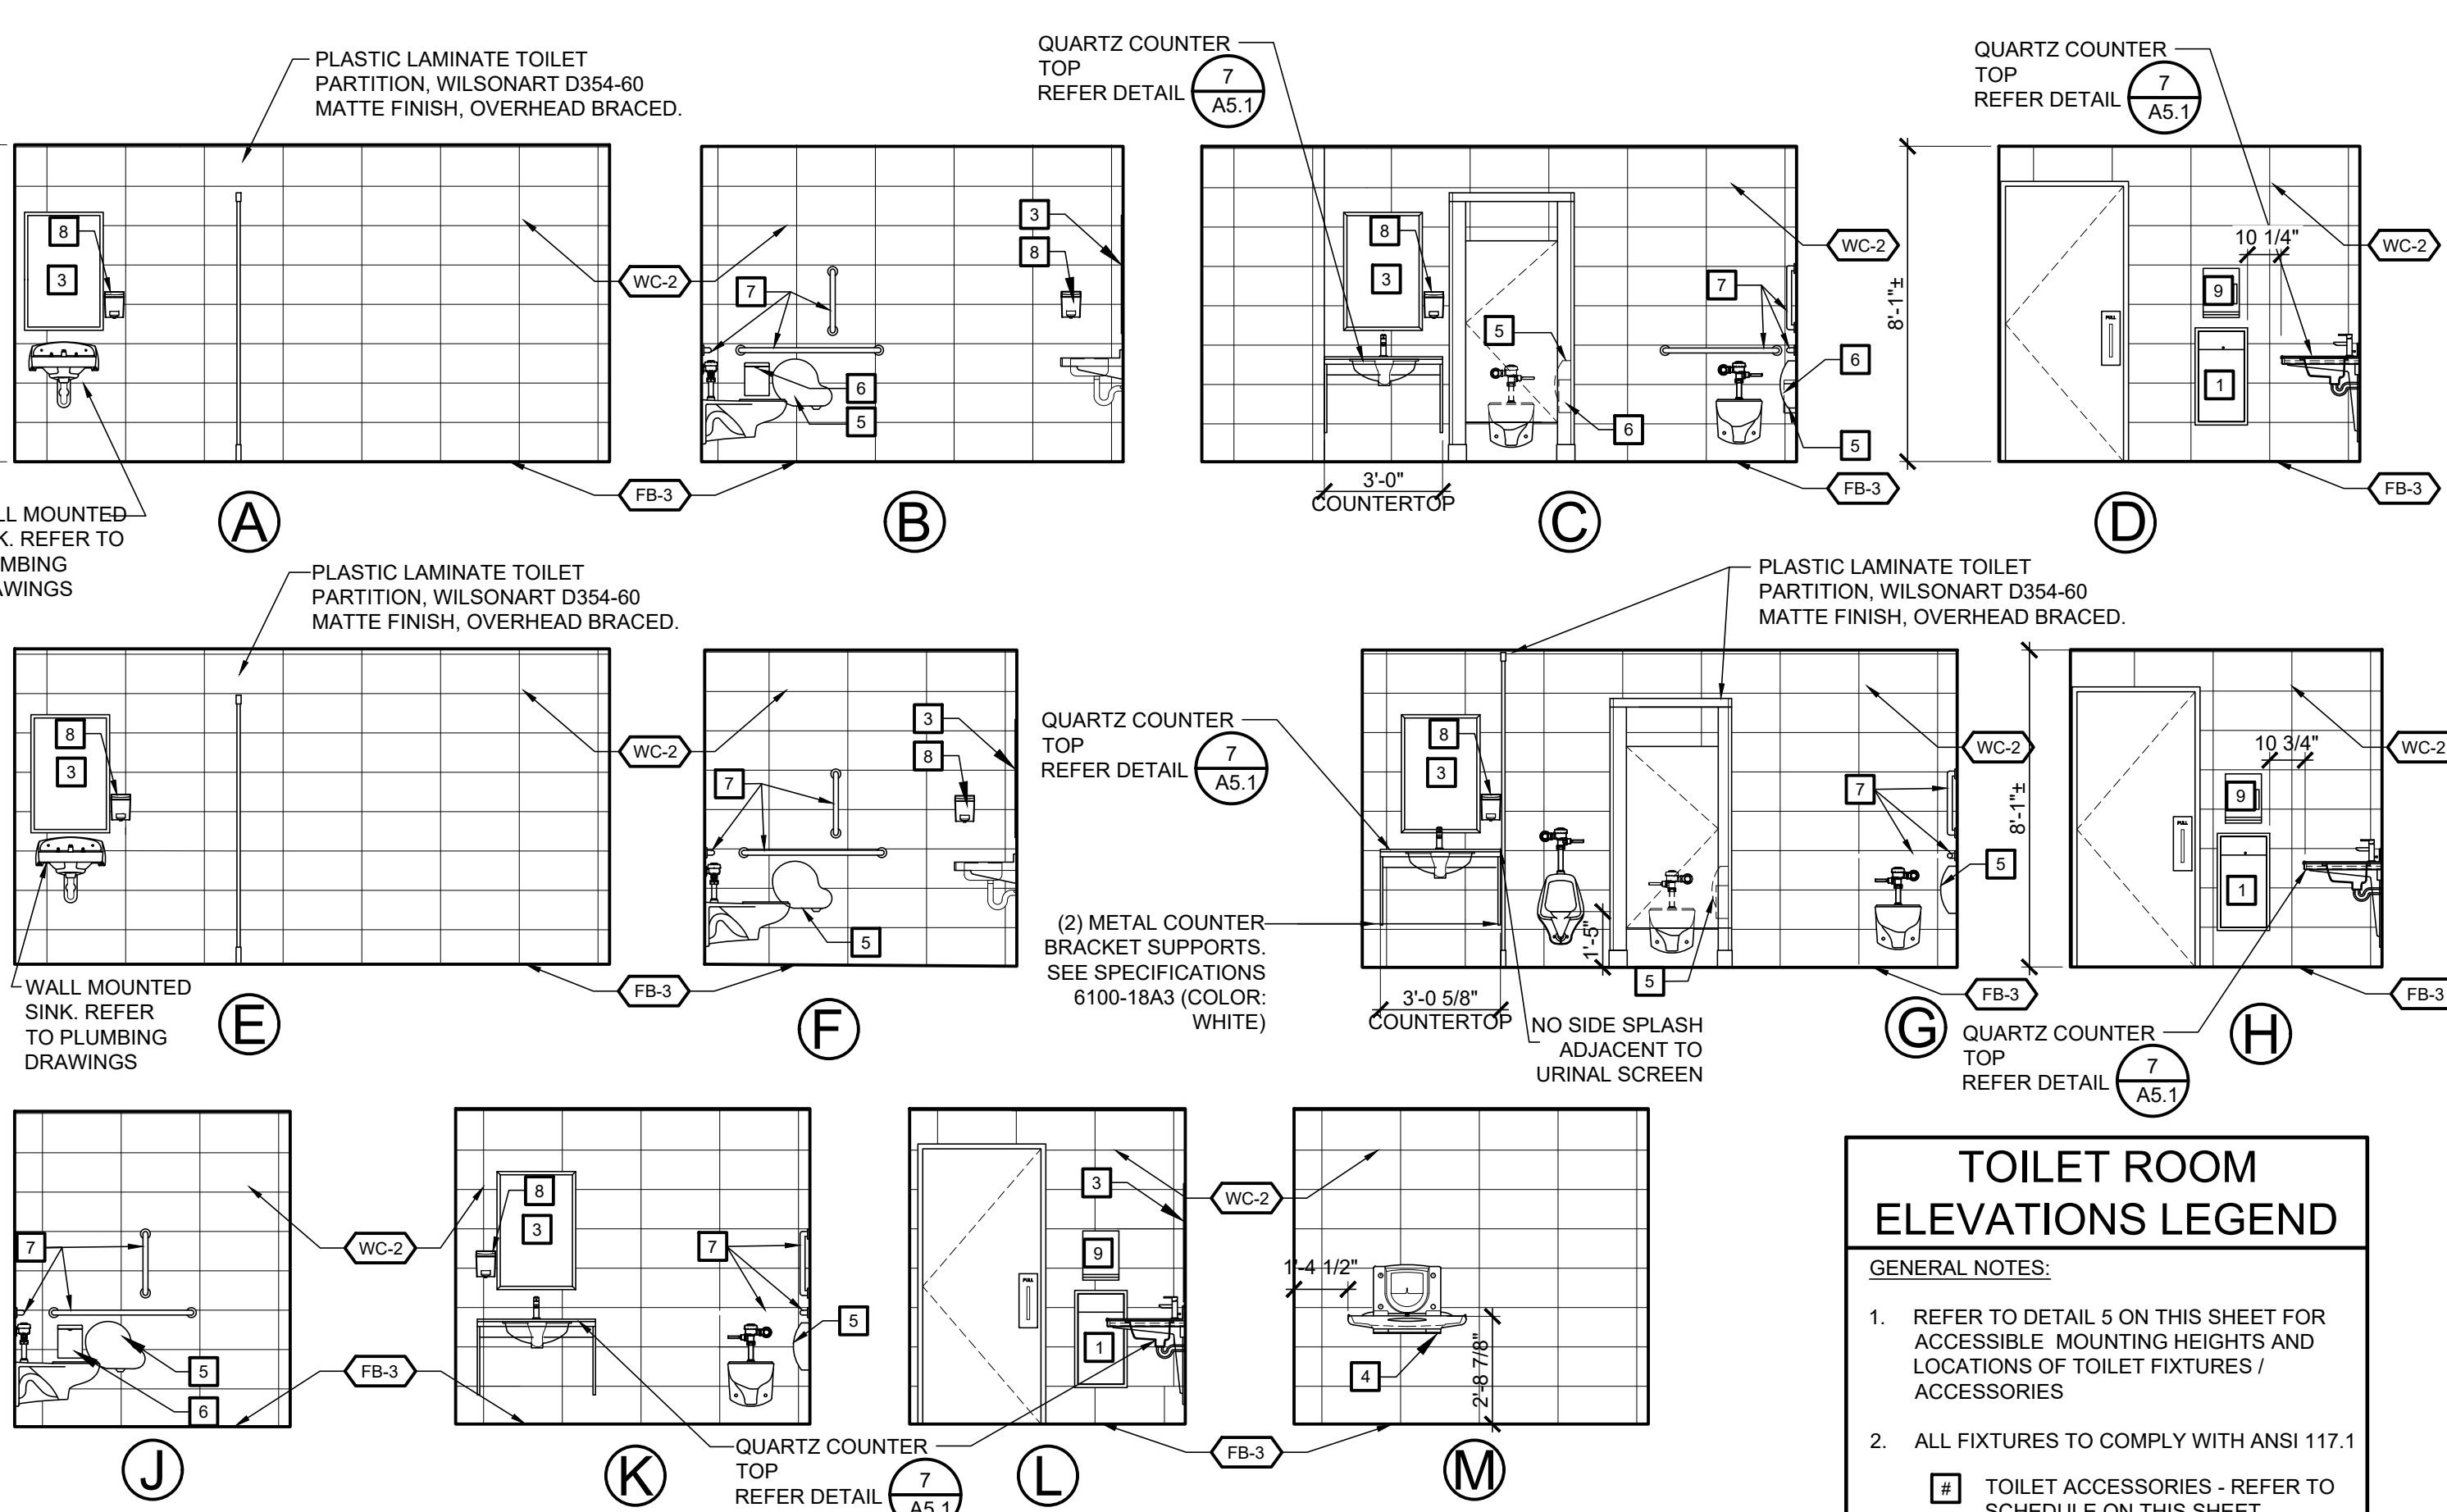 PLASTIC LAMINATE TOILET
PARTITION, WILSONART D354-60
MATTE FINISH, OVERHEAD BRACED.
QUARTZ COUNTER
TOP
REFER DETAIL
7
A5.1
QUARTZ COUNTER
TOP
REFER DETAIL
7
A5.1
8
3
WC-2
7
3
8
6
5
8
3
5
6
7
WC-2
6
5
8'-1"±
10 1/4"
9
1
WC-2
FB-3
3'-0"
COUNTERTOP
FB-3
FB-3
PULL
LL MOUNTED
K. REFER TO
MBING
AWINGS
A
B
C
D
PLASTIC LAMINATE TOILET
PARTITION, WILSONART D354-60
MATTE FINISH, OVERHEAD BRACED.
PLASTIC LAMINATE TOILET
PARTITION, WILSONART D354-60
MATTE FINISH, OVERHEAD BRACED.
8
3
WC-2
7
3
8
5
QUARTZ COUNTER
TOP
REFER DETAIL
7
A5.1
8
3
7
WC-2
5
5
8'-1"±
10 3/4"
9
1
WC-2
PULL
(2) METAL COUNTER
BRACKET SUPPORTS.
SEE SPECIFICATIONS
6100-18A3 (COLOR:
WHITE)
1'-5"
3'-0 5/8"
COUNTERTOP
NO SIDE SPLASH
ADJACENT TO
URINAL SCREEN
FB-3
FB-3
FB-3
WALL MOUNTED
SINK. REFER
TO PLUMBING
DRAWINGS
E
F
G
H
QUARTZ COUNTER
TOP
REFER DETAIL
7
A5.1
7
WC-2
5
6
FB-3
8
3
7
5
3
9
1
PULL
WC-2
1'-4 1/2"
4
2'-8 7/8"
FB-3
QUARTZ COUNTER
TOP
REFER DETAIL
7
A5.1
J
K
L
M
TOILET ROOM
ELEVATIONS LEGEND
GENERAL NOTES:
1. REFER TO DETAIL 5 ON THIS SHEET FOR
ACCESSIBLE MOUNTING HEIGHTS AND
LOCATIONS OF TOILET FIXTURES /
ACCESSORIES
2. ALL FIXTURES TO COMPLY WITH ANSI 117.1
# TOILET ACCESSORIES - REFER TO
SCHEDULE ON THIS SHEET